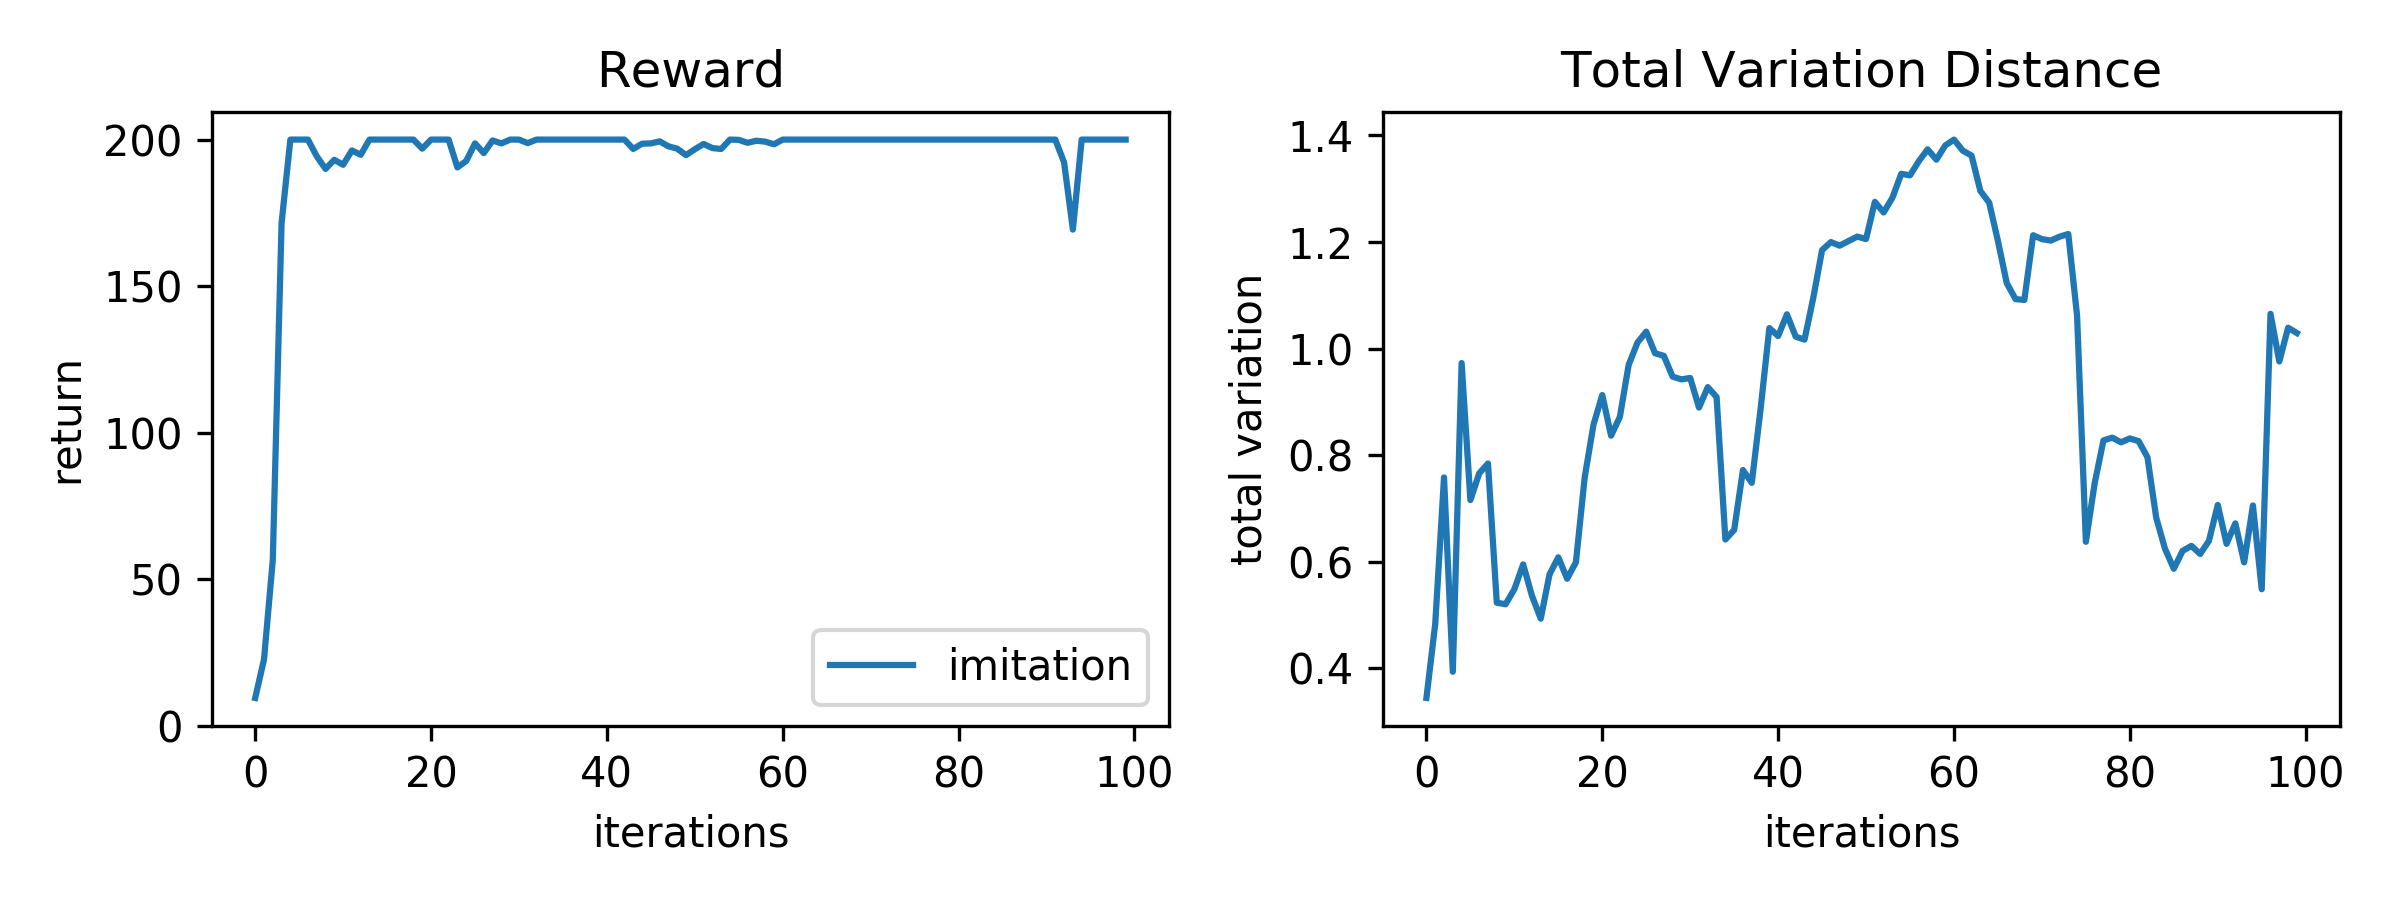 Reward
200
150
100
50
0
return
imitation
0 20 40 60 80 100
iterations
Total Variation Distance
1.4
1.2
1.0
0.8
0.6
0.4
total variation
0 20 40 60 80 100
iterations